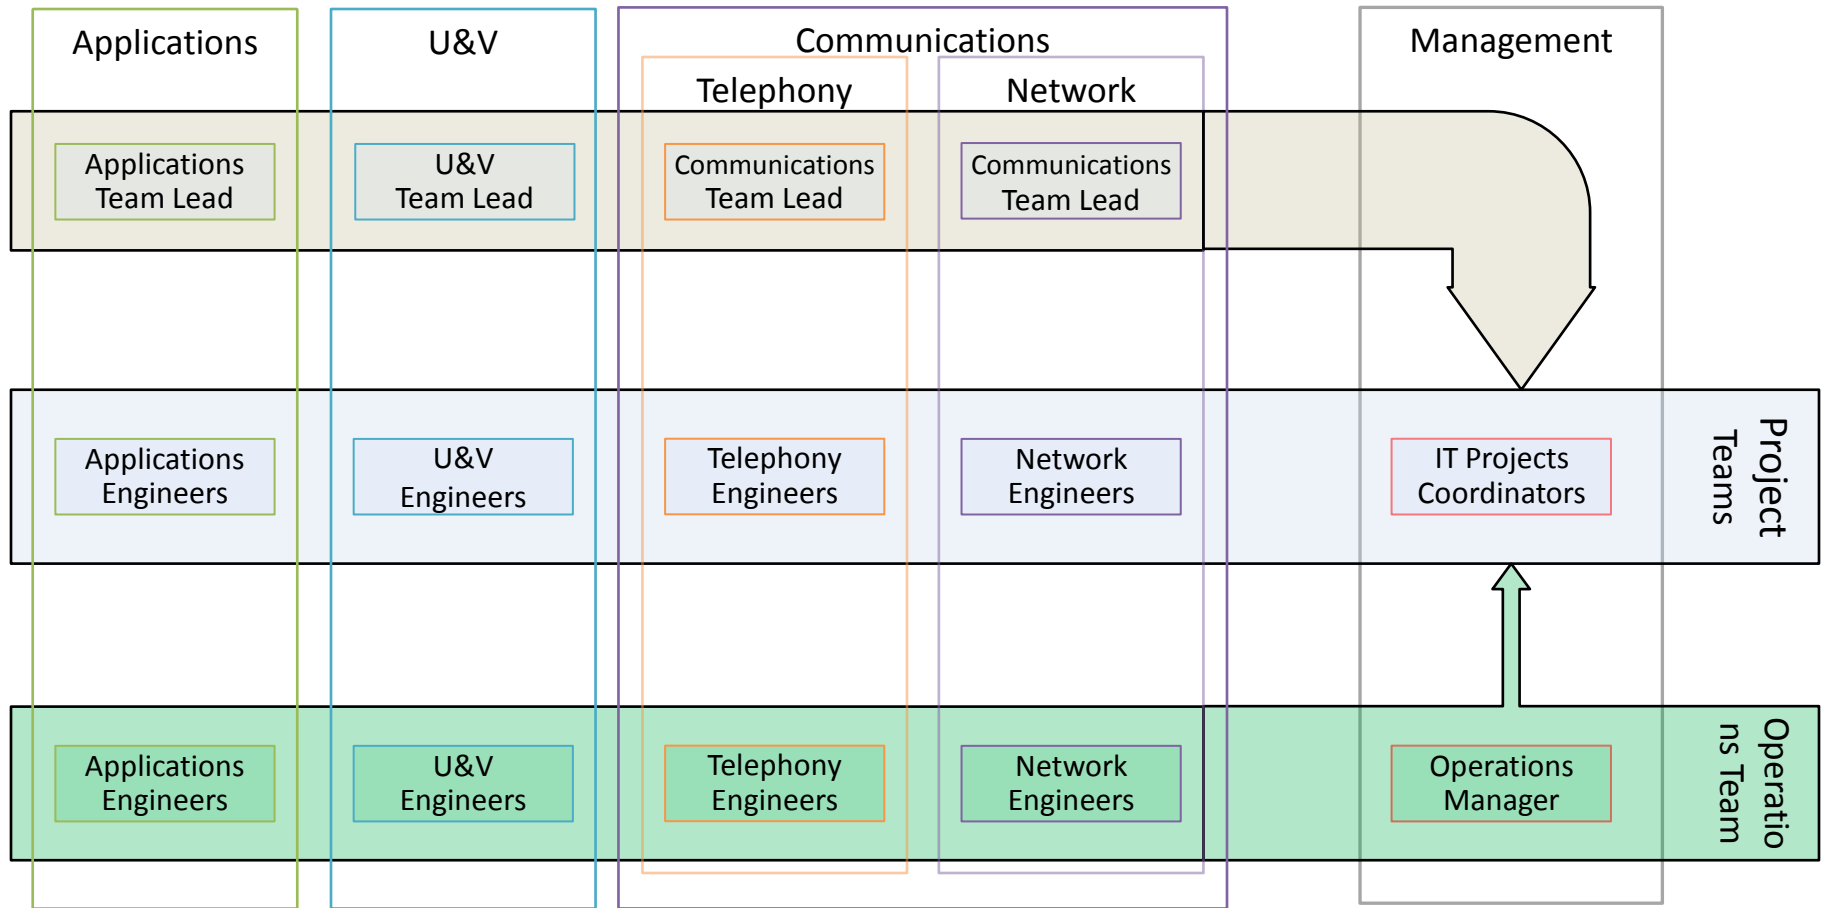 Applications
U&V
Communications
Management
Telephony
Network
Applications
Team Lead
U&V
Team Lead
Communications
Team Lead
Communications
Team Lead
Applications
Engineers
U&V
Engineers
Telephony
Engineers
Network
Engineers
IT Projects
Coordinators
Project
Teams
Applications
Engineers
U&V
Engineers
Telephony
Engineers
Network
Engineers
Operations
Manager
Operatio
ns Team